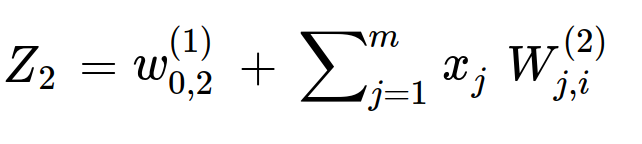 $Z_2 = w_{0,2}^{(1)} + \sum_{j=1}^{m} x_j \, W_{j,i}^{(2)}$